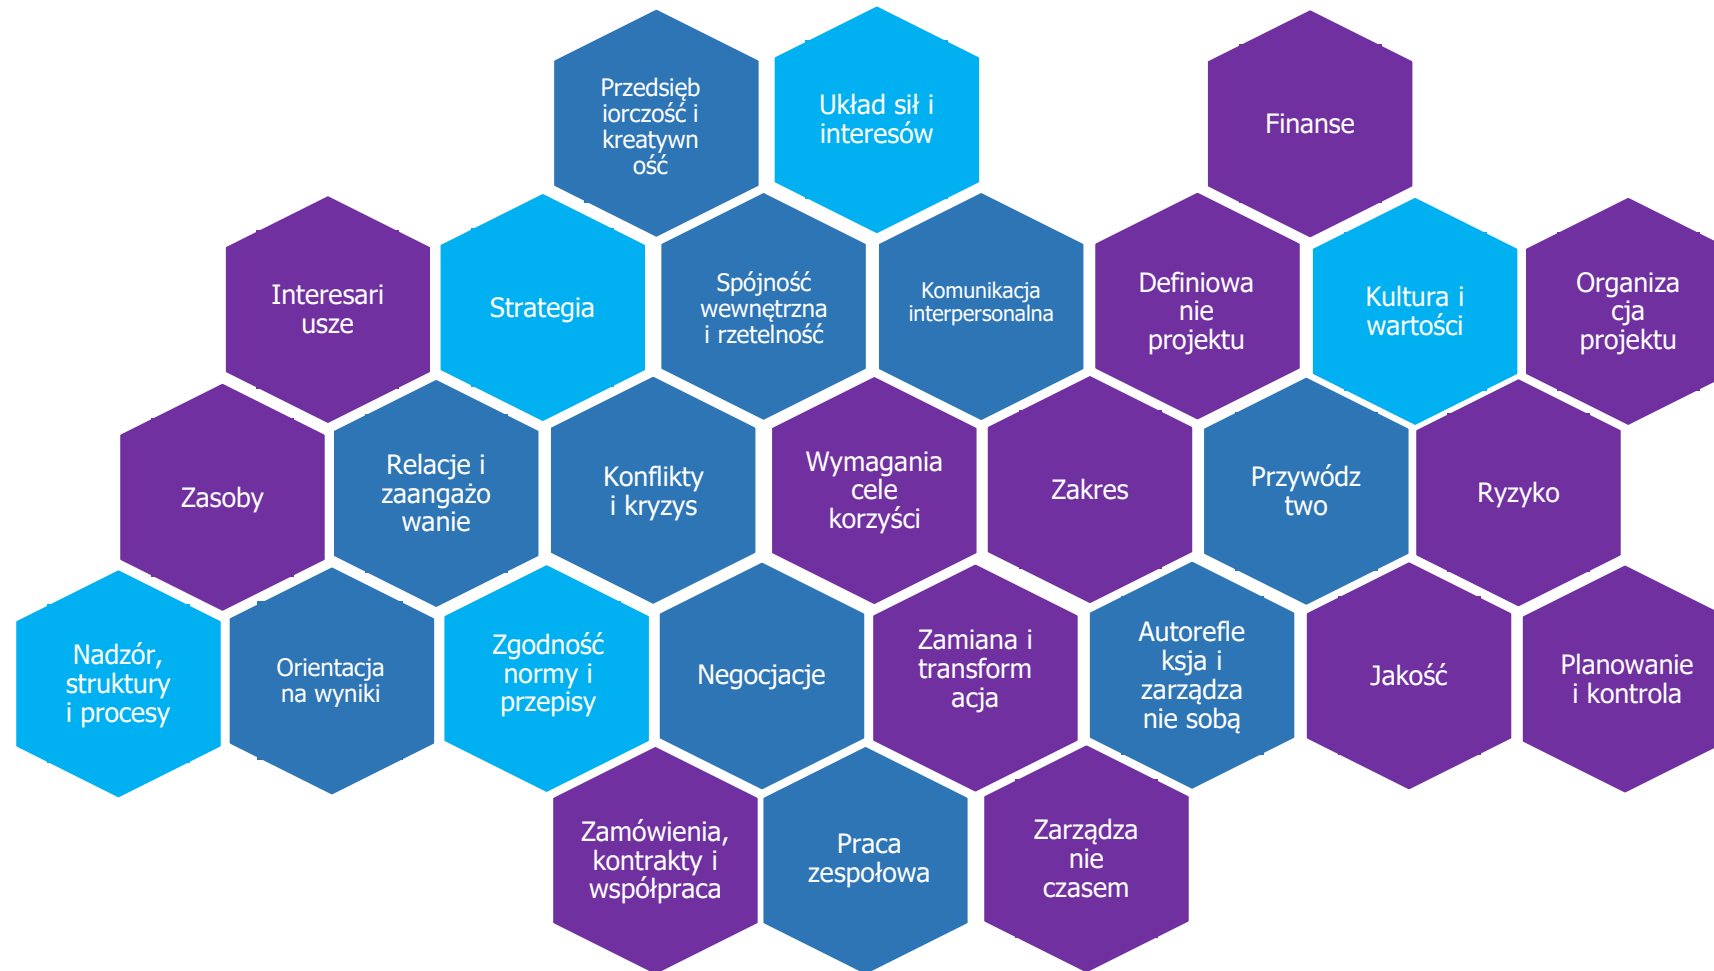 Przedsięb
iorczość i
kreatywn
ość
Układ sił i
interesów
Finanse
Interesari
usze
Strategia
Spójność
wewnętrzna
i rzetelność
Komunikacja
interpersonalna
Definiowa
nie
projektu
Kultura i
wartości
Organiza
cja
projektu
Zasoby
Relacje i
zaangażo
wanie
Konflikty
i kryzys
Wymagania
cele
korzyści
Zakres
Przywódz
two
Ryzyko
Nadzór,
struktury
i procesy
Orientacja
na wyniki
Zgodność
normy i
przepisy
Negocjacje
Zamiana i
transform
acja
Autorefle
ksja i
zarządza
nie sobą
Jakość
Planowanie
i kontrola
Zamówienia,
kontrakty i
współpraca
Praca
zespołowa
Zarządza
nie
czasem